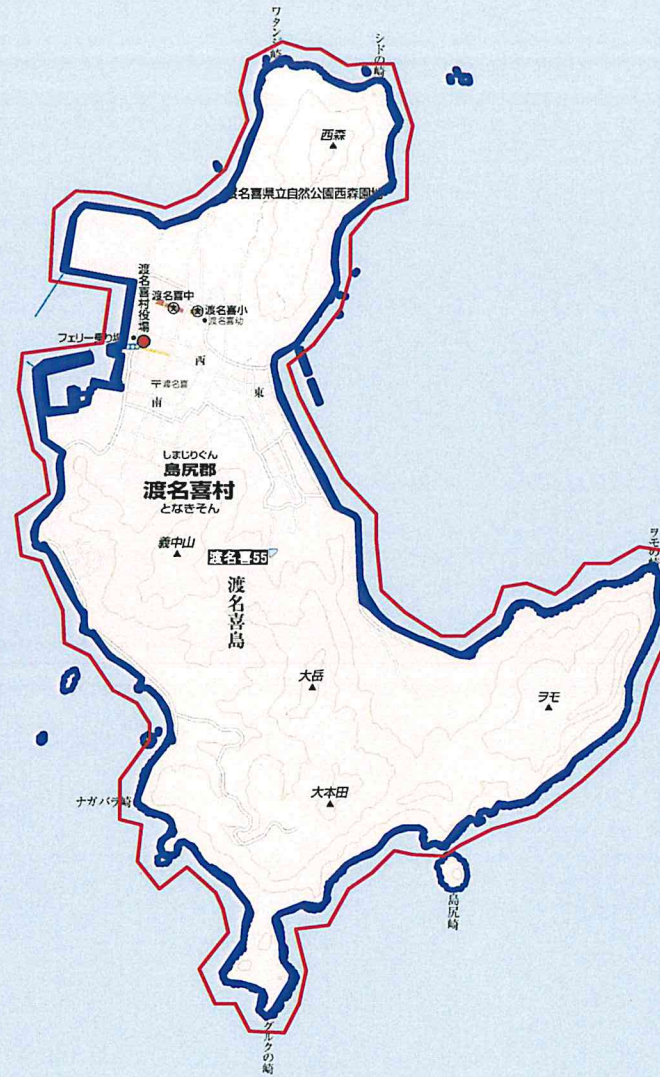 ワタンジ崎
シドの崎
西森
渡名喜県立自然公園西森園地
渡名喜村役場
渡名喜中
文
文
渡名喜小
渡名喜幼
フェリー乗り場
西
東
〒渡名喜
南
しまじりぐん
島尻郡
渡名喜村
となきそん
義中山
渡名喜55
渡名喜島
ヲモの崎
大岳
ヲモ
ナガバラ崎
大本田
島尻崎
グルクの崎